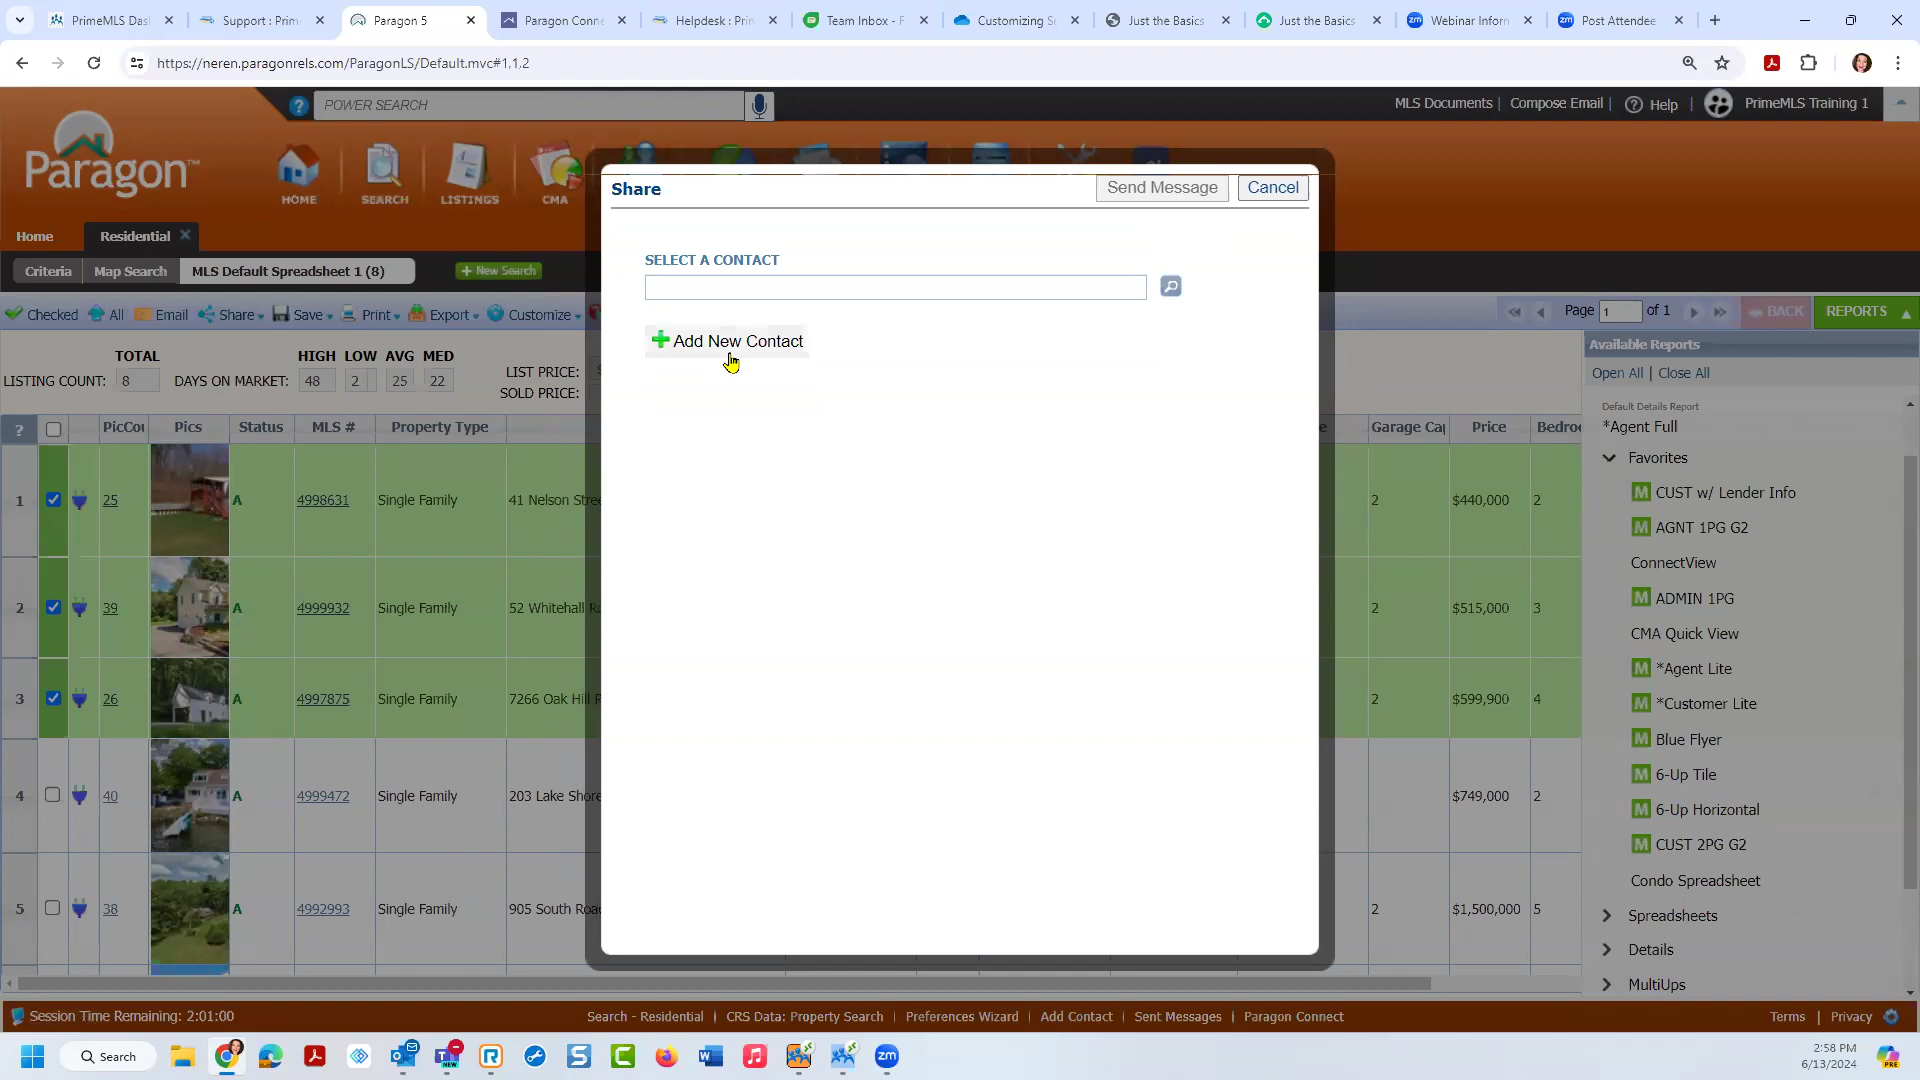 PrimeMLS Das
Support : Prim
Paragon 5
Paragon Conn
Helpdesk : Prin
Team Inbox - F
Customizing Se
Just the Basics
Just the Basics
Webinar Inforn
Post Attendee
https://neren.paragonrels.com/ParagonLS/Default.mvc#1,1,2
POWER SEARCH
MLS Documents | Compose Email | Help | PrimeMLS Training 1
Paragon™
HOME SEARCH LISTINGS CMA
Home Residential
Criteria Map Search MLS Default Spreadsheet 1 (8) New Search
Checked All Email Share Save Print Export Customize
Page 1 of 1 BACK REPORTS
Share Send Message Cancel
SELECT A CONTACT
Add New Contact
TOTAL HIGH LOW AVG MED
LISTING COUNT: 8 DAYS ON MARKET: 48 2 25 22
LIST PRICE:
SOLD PRICE:
? PicCou Pics Status MLS # Property Type Garage Cap Price Bedroo
1 25 A 4998631 Single Family 41 Nelson Stree 2 $440,000 2
2 39 A 4999932 Single Family 52 Whitehall Ro 2 $515,000 3
3 26 A 4997875 Single Family 7266 Oak Hill R 2 $599,900 4
4 40 A 4999472 Single Family 203 Lake Shore $749,000 2
5 38 A 4992993 Single Family 905 South Road 2 $1,500,000 5
Available Reports
Open All | Close All
Default Details Report
*Agent Full
Favorites
M CUST w/ Lender Info
M AGNT 1PG G2
ConnectView
M ADMIN 1PG
CMA Quick View
M *Agent Lite
M *Customer Lite
M Blue Flyer
M 6-Up Tile
M 6-Up Horizontal
M CUST 2PG G2
Condo Spreadsheet
Spreadsheets
Details
MultiUps
Session Time Remaining: 2:01:00
Search - Residential | CRS Data: Property Search | Preferences Wizard | Add Contact | Sent Messages | Paragon Connect
Terms | Privacy
Search
2:58 PM
6/13/2024